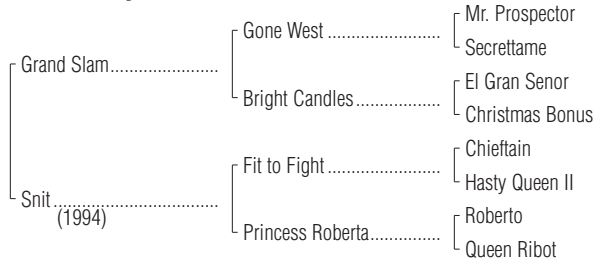 Mr. Prospector
Gone West
Secrettame
Grand Slam
El Gran Senor
Bright Candles
Christmas Bonus
Chieftain
Fit to Fight
Hasty Queen II
Snit
(1994)
Roberto
Princess Roberta
Queen Ribot